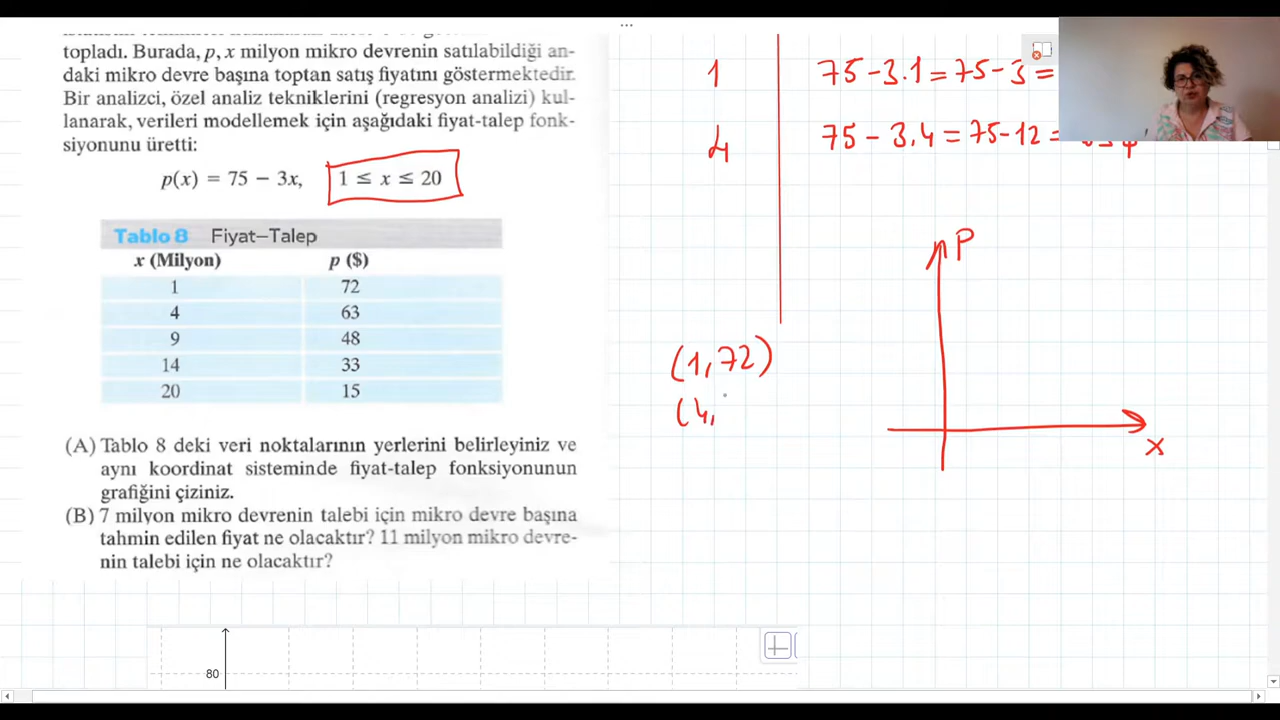 topladı. Burada, p, x milyon mikro devrenin satılabildiği an-
daki mikro devre başına toptan satış fiyatını göstermektedir.
Bir analizci, özel analiz tekniklerini (regresyon analizi) kul-
lanarak, verileri modellemek için aşağıdaki fiyat-talep fonk-
siyonunu üretti:
p(x) = 75 − 3x, 1 ≤ x ≤ 20
Tablo 8 Fiyat–Talep
x (Milyon) p ($)
1 72
4 63
9 48
14 33
20 15
(A) Tablo 8 deki veri noktalarının yerlerini belirleyiniz ve
aynı koordinat sisteminde fiyat-talep fonksiyonunun
grafiğini çiziniz.
(B) 7 milyon mikro devrenin talebi için mikro devre başına
tahmin edilen fiyat ne olacaktır? 11 milyon mikro devre-
nin talebi için ne olacaktır?
80
1 75-3.1=75-3=
4 75-3.4=75-12=
P
(1,72)
(4,
x